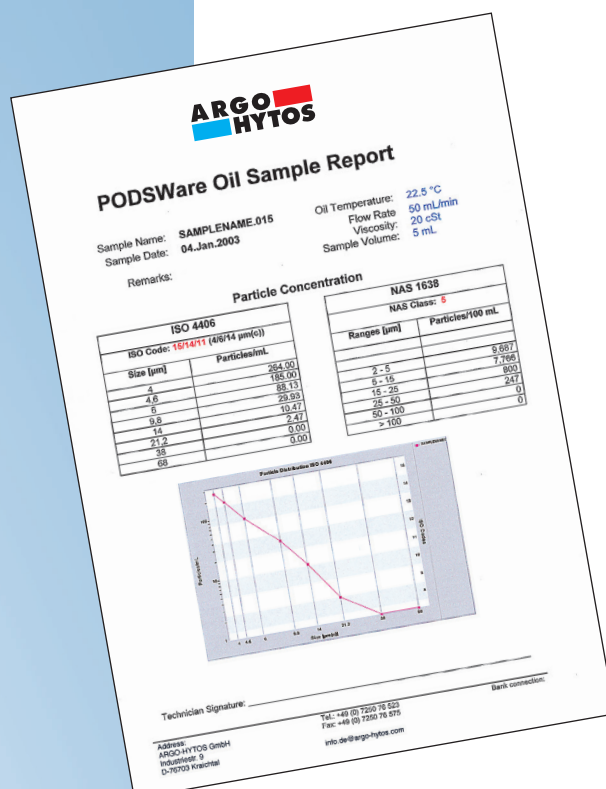 ARGO
HYTOS
PODSWare Oil Sample Report
Sample Name: SAMPLENAME.015
Sample Date: 04.Jan.2003
Remarks:
Oil Temperature: 22.5 °C
Flow Rate 50 mL/min
Viscosity: 20 cSt
Sample Volume: 5 mL
Particle Concentration
ISO 4406
ISO Code: 15/14/11 (4/6/14 µm(c))
Size [µm] Particles/mL
4 264.00
4,6 185.00
6 88.13
9,8 29.93
14 10.47
21,2 2.47
38 0.00
68 0.00
NAS 1638
NAS Class: 5
Ranges [µm] Particles/100 mL
2 - 5 9,687
5 - 15 7,766
15 - 25 800
25 - 50 247
50 - 100 0
> 100 0
Particle Distribution ISO 4406
Particles/mL
ISO Codes
Size [µm(c)]
Technician Signature:
Address:
ARGO-HYTOS GmbH
Industriestr. 9
D-76703 Kraichtal
Tel.: +49 (0) 7250 76 523
Fax: +49 (0) 7250 76 575
info.de@argo-hytos.com
Bank connection: